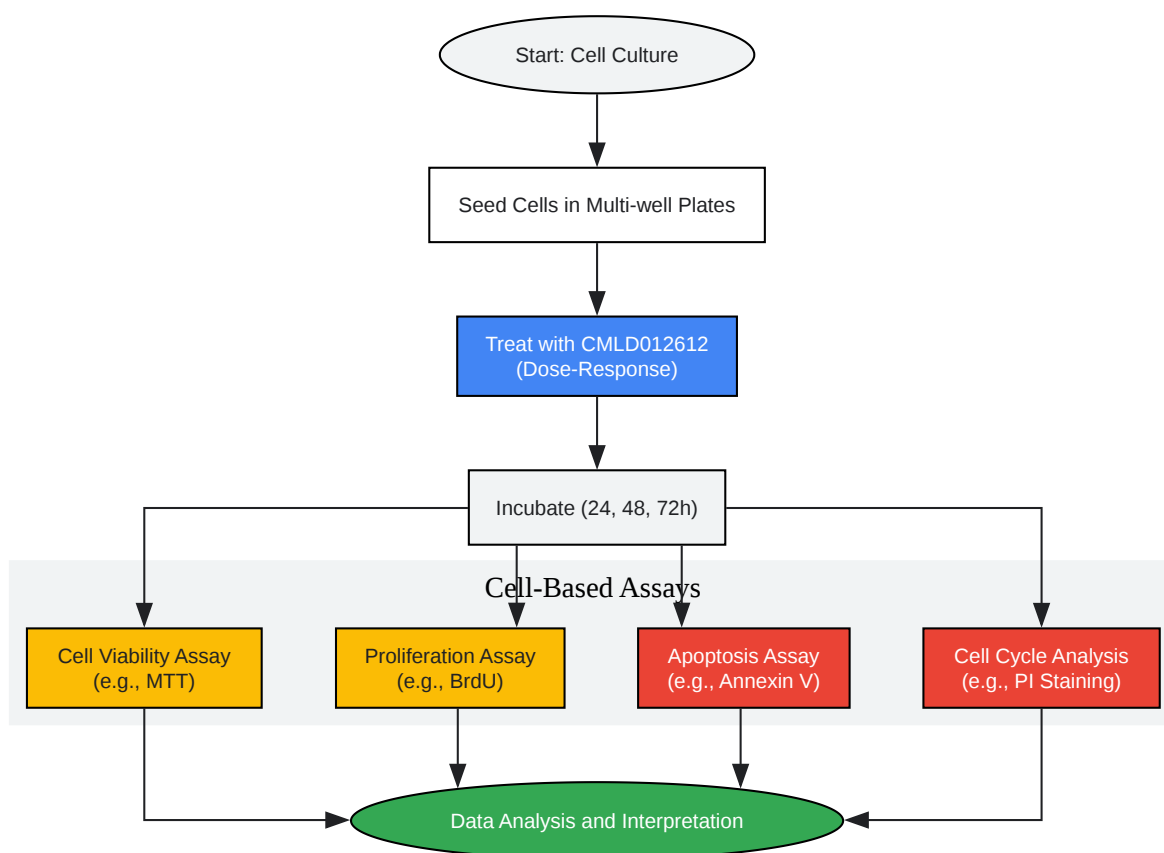 Start: Cell Culture
Seed Cells in Multi-well Plates
Treat with CMLD012612
(Dose-Response)
Incubate (24, 48, 72h)
Cell-Based Assays
Cell Viability Assay
(e.g., MTT)
Proliferation Assay
(e.g., BrdU)
Apoptosis Assay
(e.g., Annexin V)
Cell Cycle Analysis
(e.g., PI Staining)
Data Analysis and Interpretation